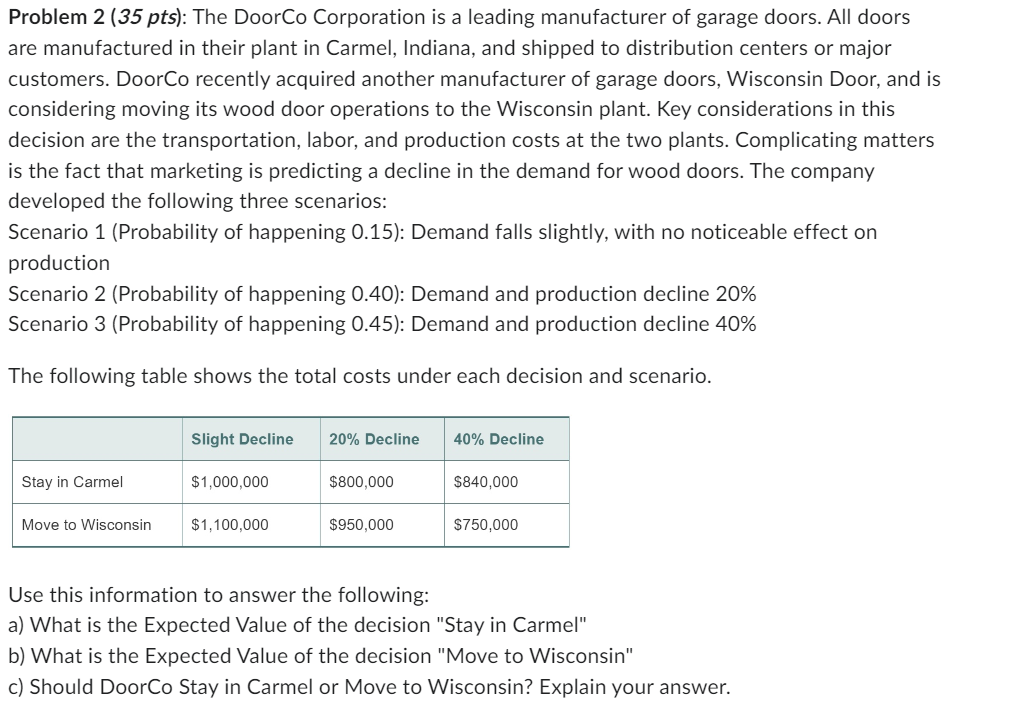 Problem 2 (35 pts): The DoorCo Corporation is a leading manufacturer of garage doors. All doors
are manufactured in their plant in Carmel, Indiana, and shipped to distribution centers or major
customers. DoorCo recently acquired another manufacturer of garage doors, Wisconsin Door, and is
considering moving its wood door operations to the Wisconsin plant. Key considerations in this
decision are the transportation, labor, and production costs at the two plants. Complicating matters
is the fact that marketing is predicting a decline in the demand for wood doors. The company
developed the following three scenarios:
Scenario 1 (Probability of happening 0.15): Demand falls slightly, with no noticeable effect on
production
Scenario 2 (Probability of happening 0.40): Demand and production decline 20%
Scenario 3 (Probability of happening 0.45): Demand and production decline 40%
The following table shows the total costs under each decision and scenario.
Slight Decline 20% Decline 40% Decline
Stay in Carmel $1,000,000 $800,000 $840,000
Move to Wisconsin $1,100,000 $950,000 $750,000
Use this information to answer the following:
a) What is the Expected Value of the decision "Stay in Carmel"
b) What is the Expected Value of the decision "Move to Wisconsin"
c) Should DoorCo Stay in Carmel or Move to Wisconsin? Explain your answer.